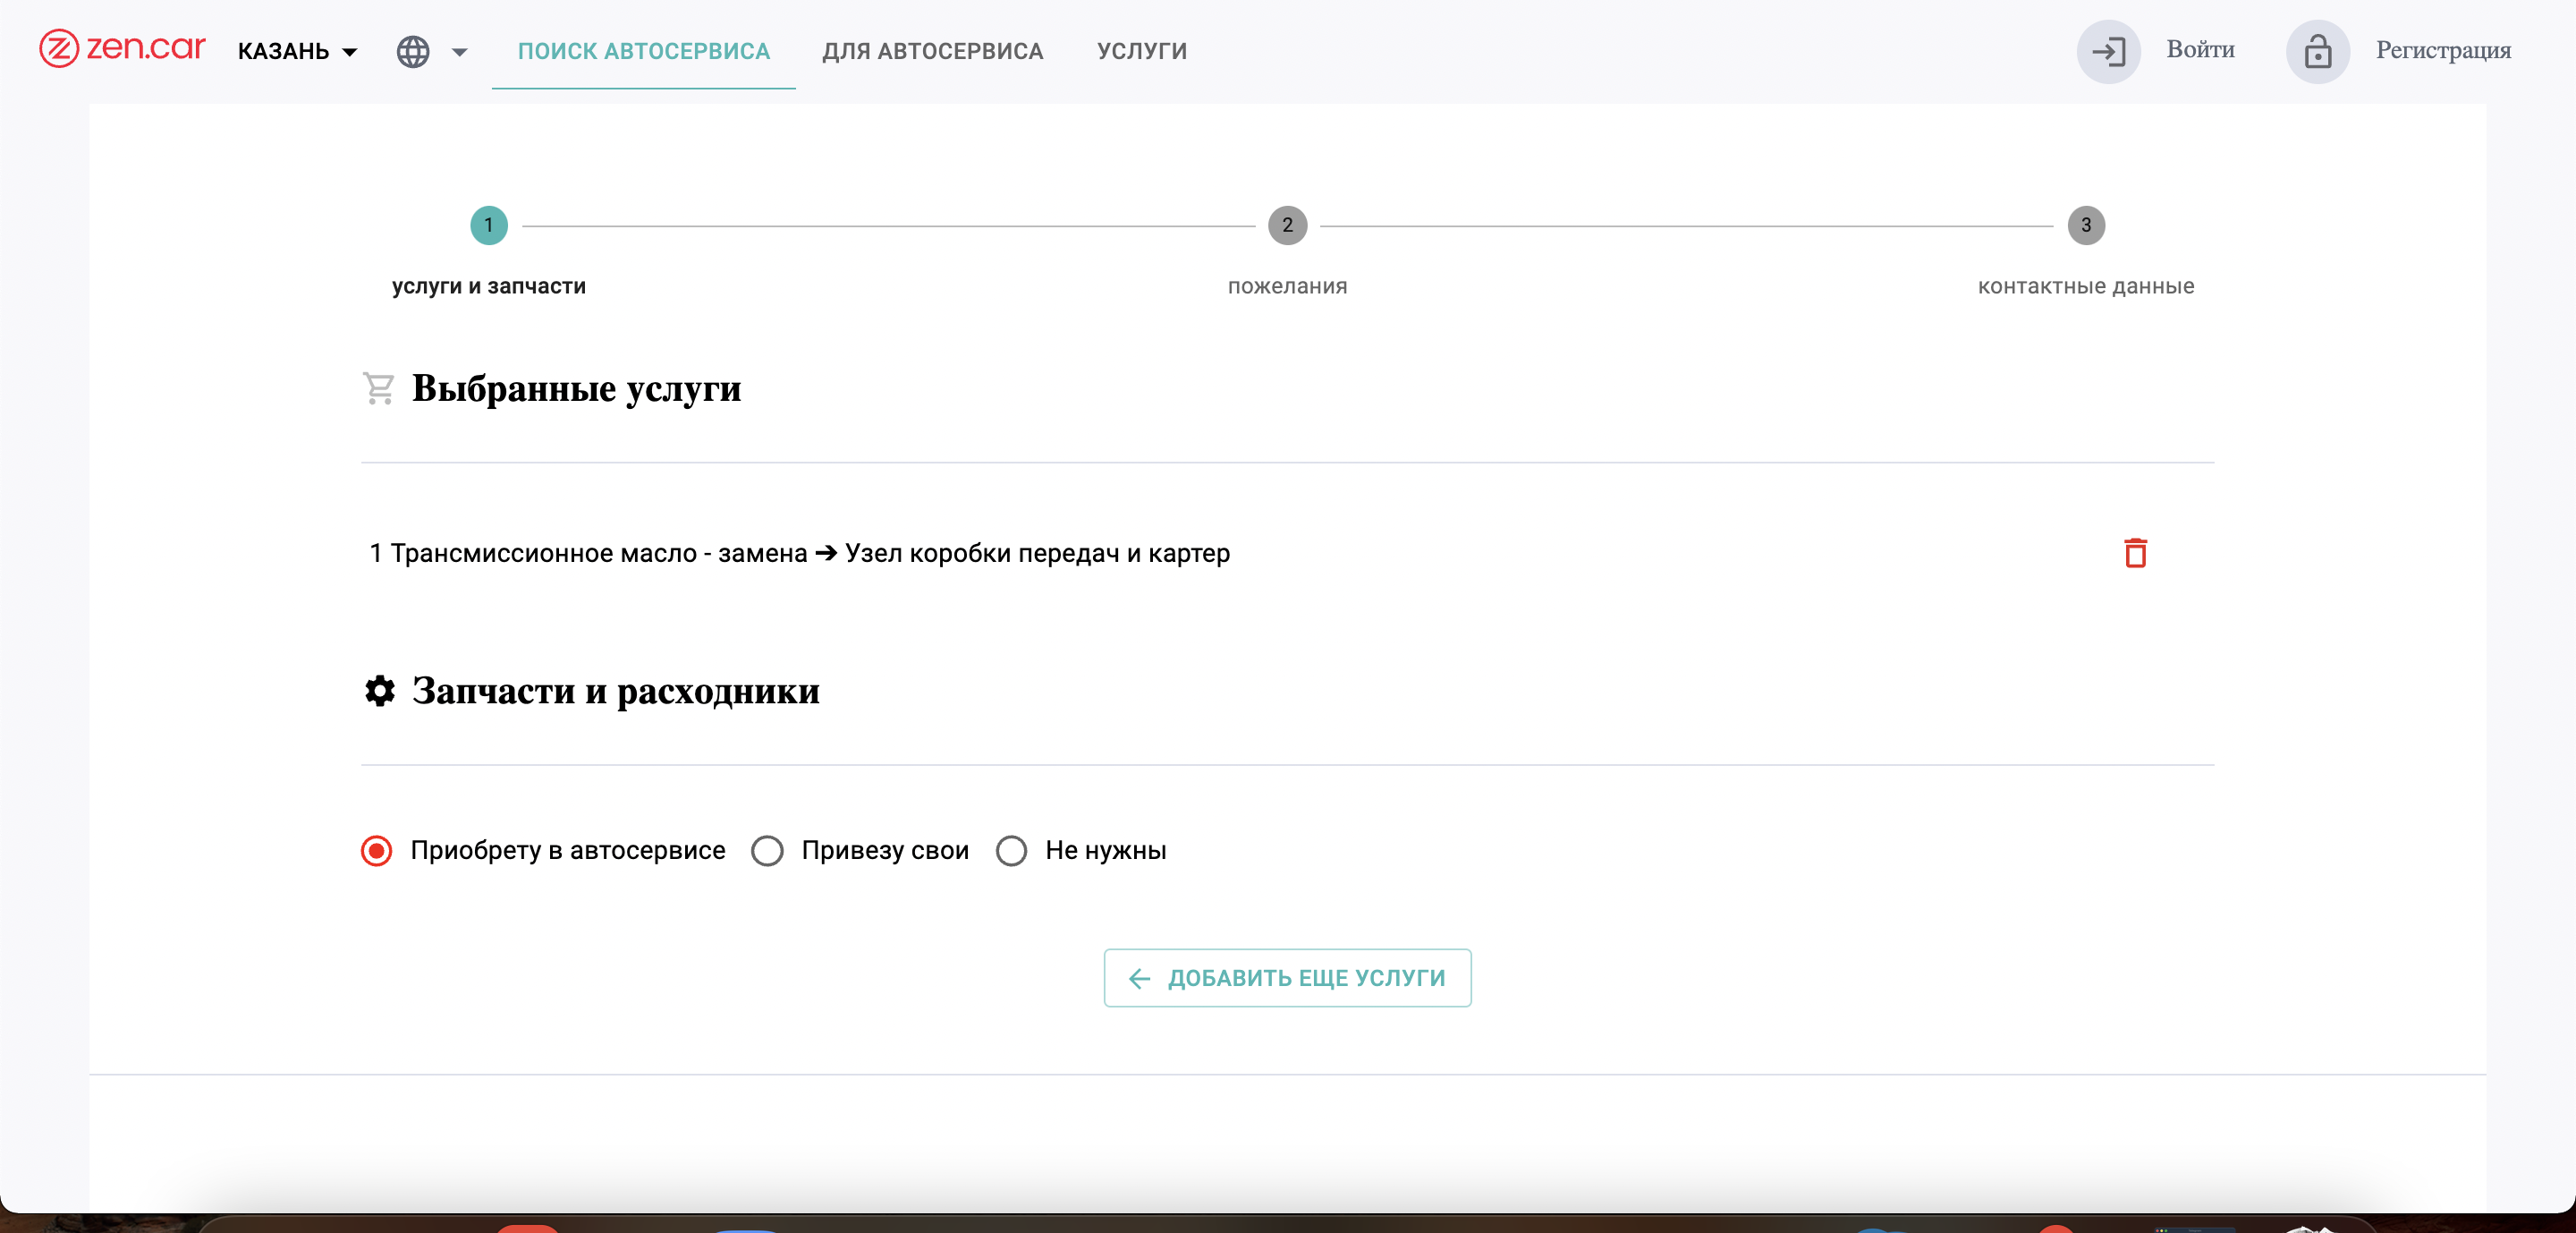 zen.car КАЗАНЬ ПОИСК АВТОСЕРВИСА ДЛЯ АВТОСЕРВИСА УСЛУГИ Войти Регистрация
1 2 3
услуги и запчасти пожелания контактные данные
Выбранные услуги
1 Трансмиссионное масло - замена ➔ Узел коробки передач и картер
Запчасти и расходники
Приобрету в автосервисе Привезу свои Не нужны
ДОБАВИТЬ ЕЩЕ УСЛУГИ